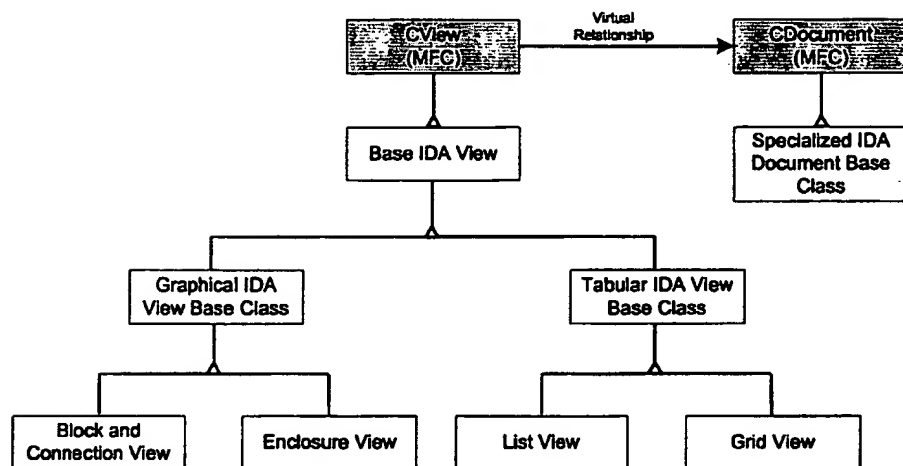 CView
(MFC)
Virtual
Relationship
CDocument
(MFC)
Base IDA View
Specialized IDA
Document Base
Class
Graphical IDA
View Base Class
Tabular IDA View
Base Class
Block and
Connection View
Enclosure View
List View
Grid View